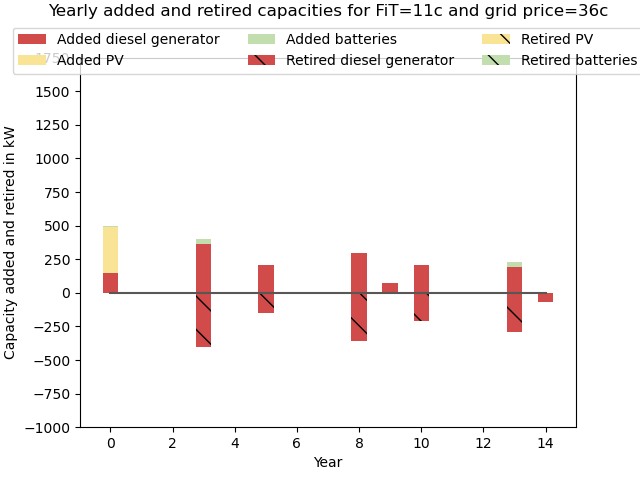 Yearly added and retired capacities for FiT=11c and grid price=36c
Added diesel generator
Added PV
Added batteries
Retired diesel generator
Retired PV
Retired batteries
Capacity added and retired in kW
1750
1500
1250
1000
750
500
250
0
−250
−500
−750
−1000
0 2 4 6 8 10 12 14
Year